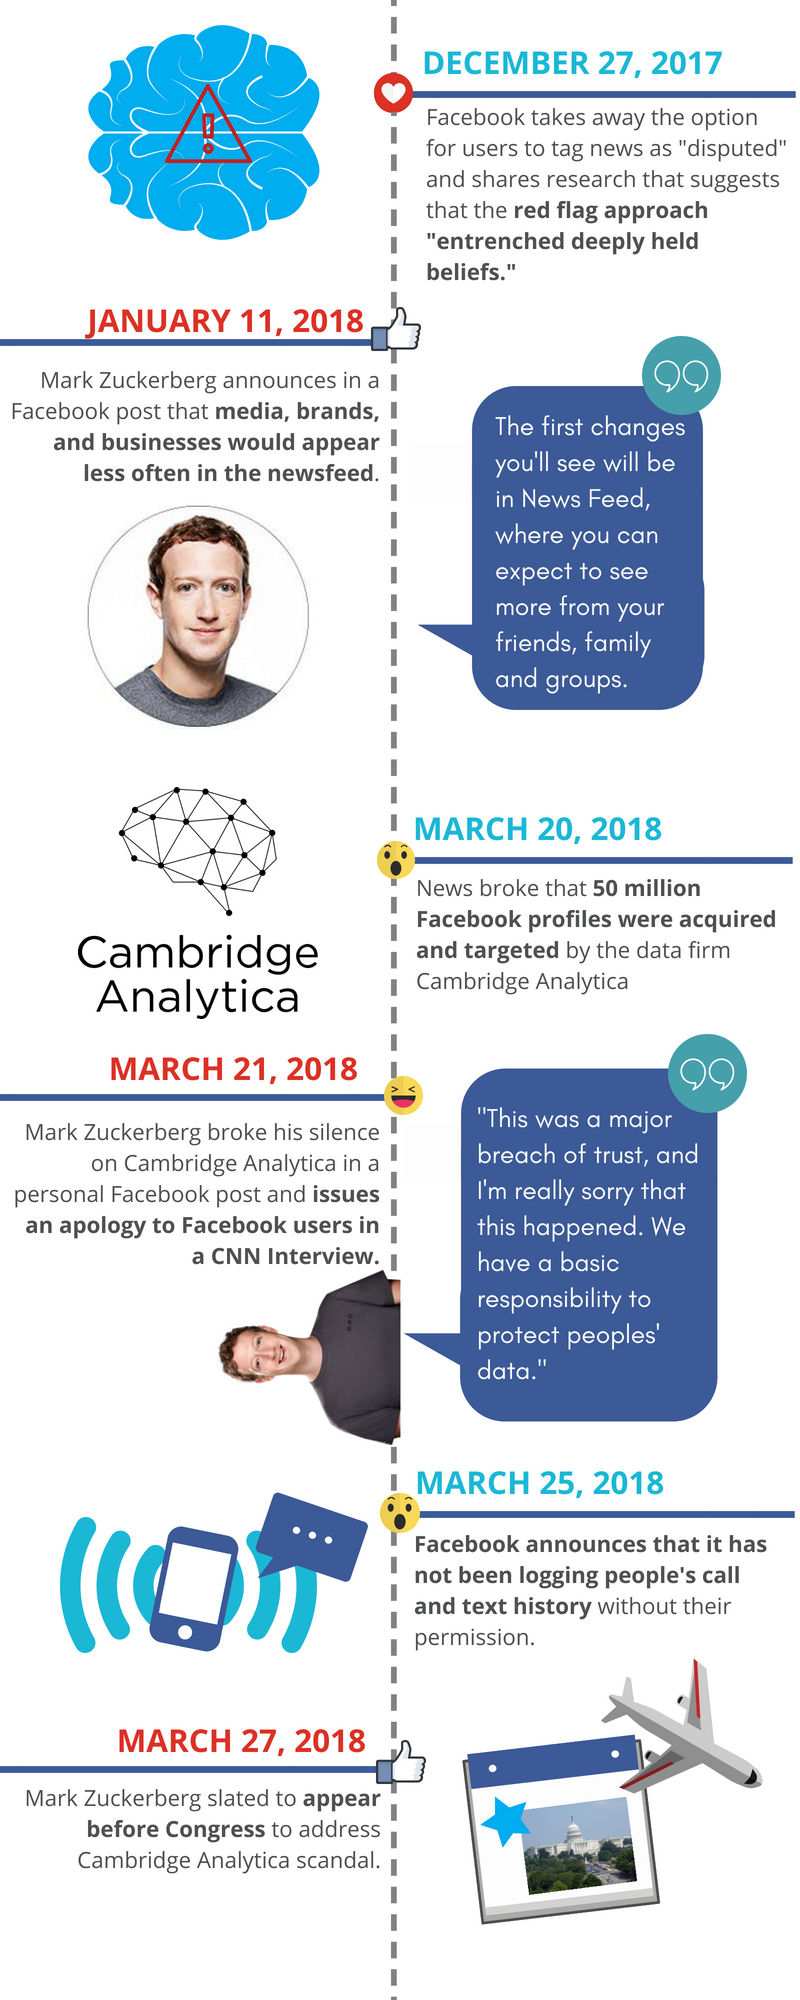 DECEMBER 27, 2017
Facebook takes away the option
for users to tag news as "disputed"
and shares research that suggests
that the red flag approach
"entrenched deeply held
beliefs."
JANUARY 11, 2018
Mark Zuckerberg announces in a
Facebook post that media, brands,
and businesses would appear
less often in the newsfeed.
The first changes
you'll see will be
in News Feed,
where you can
expect to see
more from your
friends, family
and groups.
Cambridge
Analytica
MARCH 20, 2018
News broke that 50 million
Facebook profiles were acquired
and targeted by the data firm
Cambridge Analytica
MARCH 21, 2018
Mark Zuckerberg broke his silence
on Cambridge Analytica in a
personal Facebook post and issues
an apology to Facebook users in
a CNN Interview.
"This was a major
breach of trust, and
I'm really sorry that
this happened. We
have a basic
responsibility to
protect peoples'
data."
MARCH 25, 2018
Facebook announces that it has
not been logging people's call
and text history without their
permission.
MARCH 27, 2018
Mark Zuckerberg slated to appear
before Congress to address
Cambridge Analytica scandal.